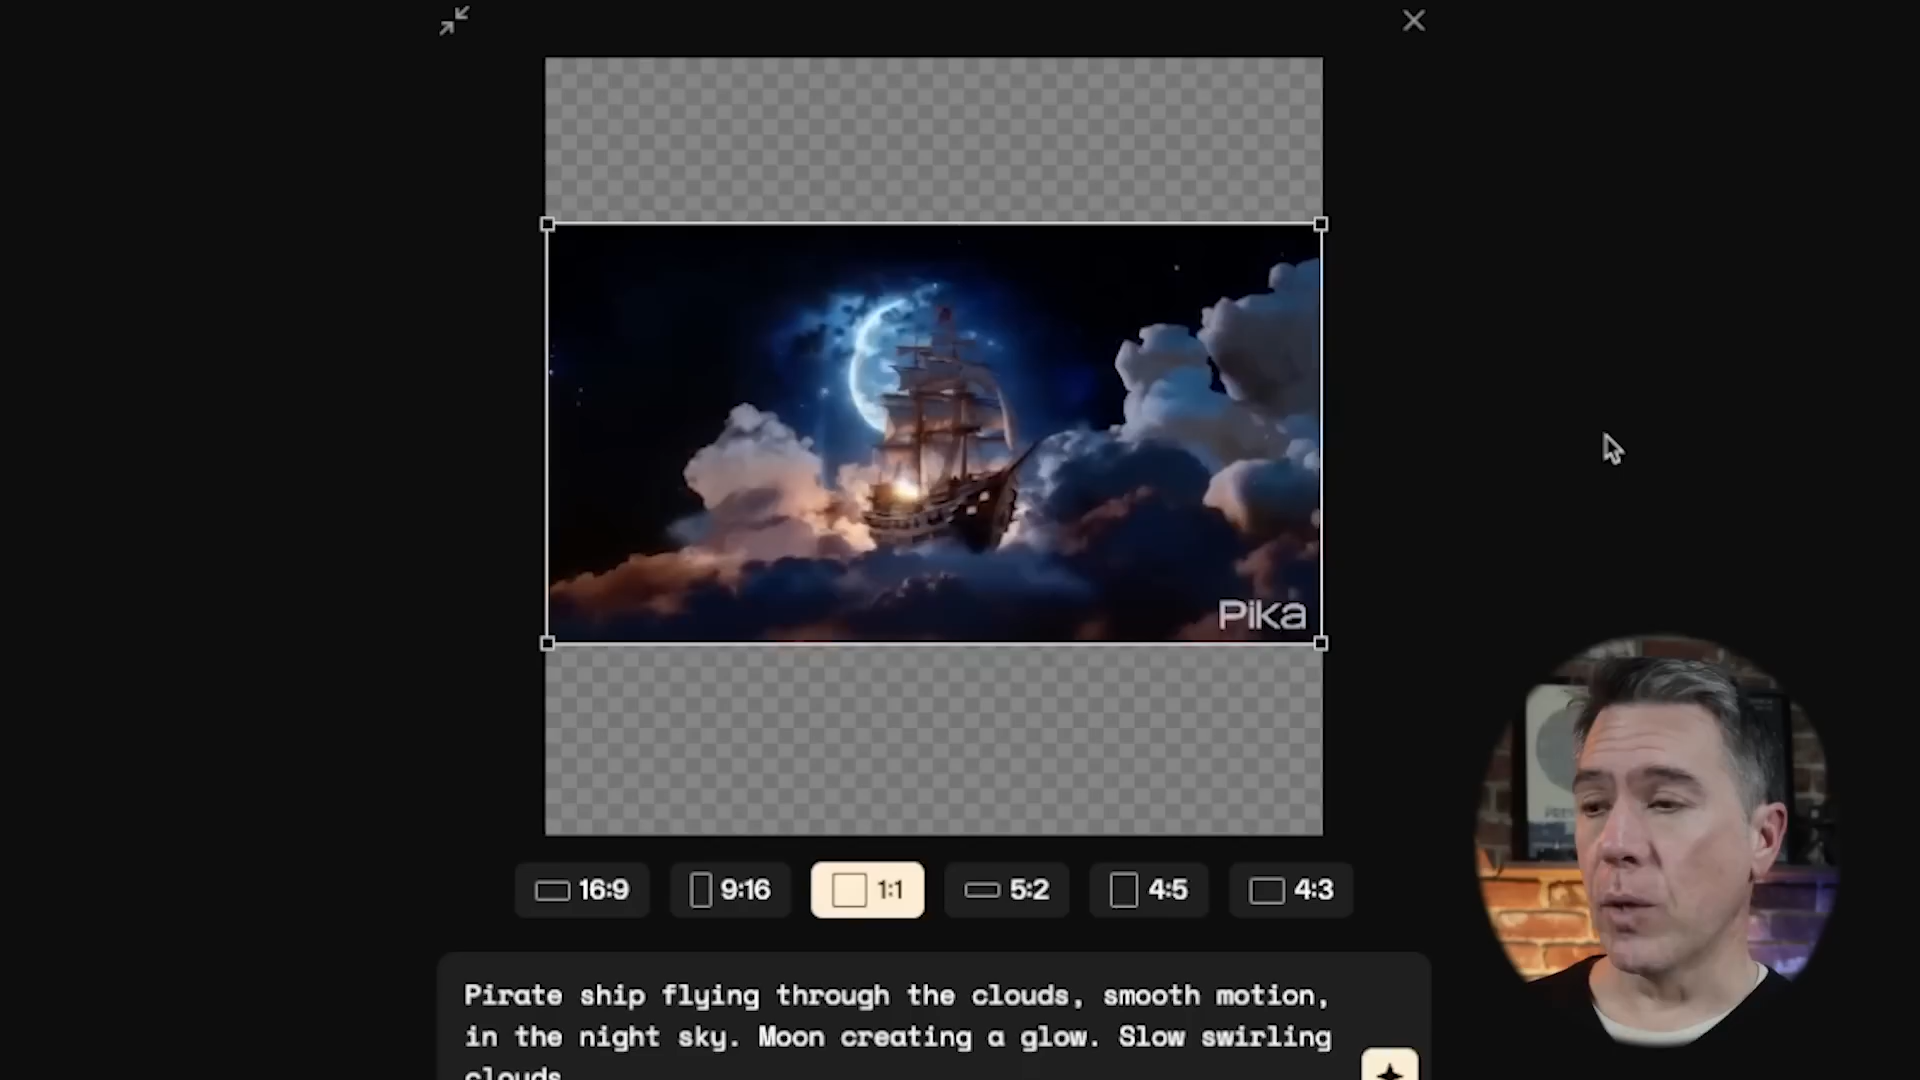 Pika
16:9
9:16
1:1
5:2
4:5
4:3
Pirate ship flying through the clouds, smooth motion,
in the night sky. Moon creating a glow. Slow swirling
clouds